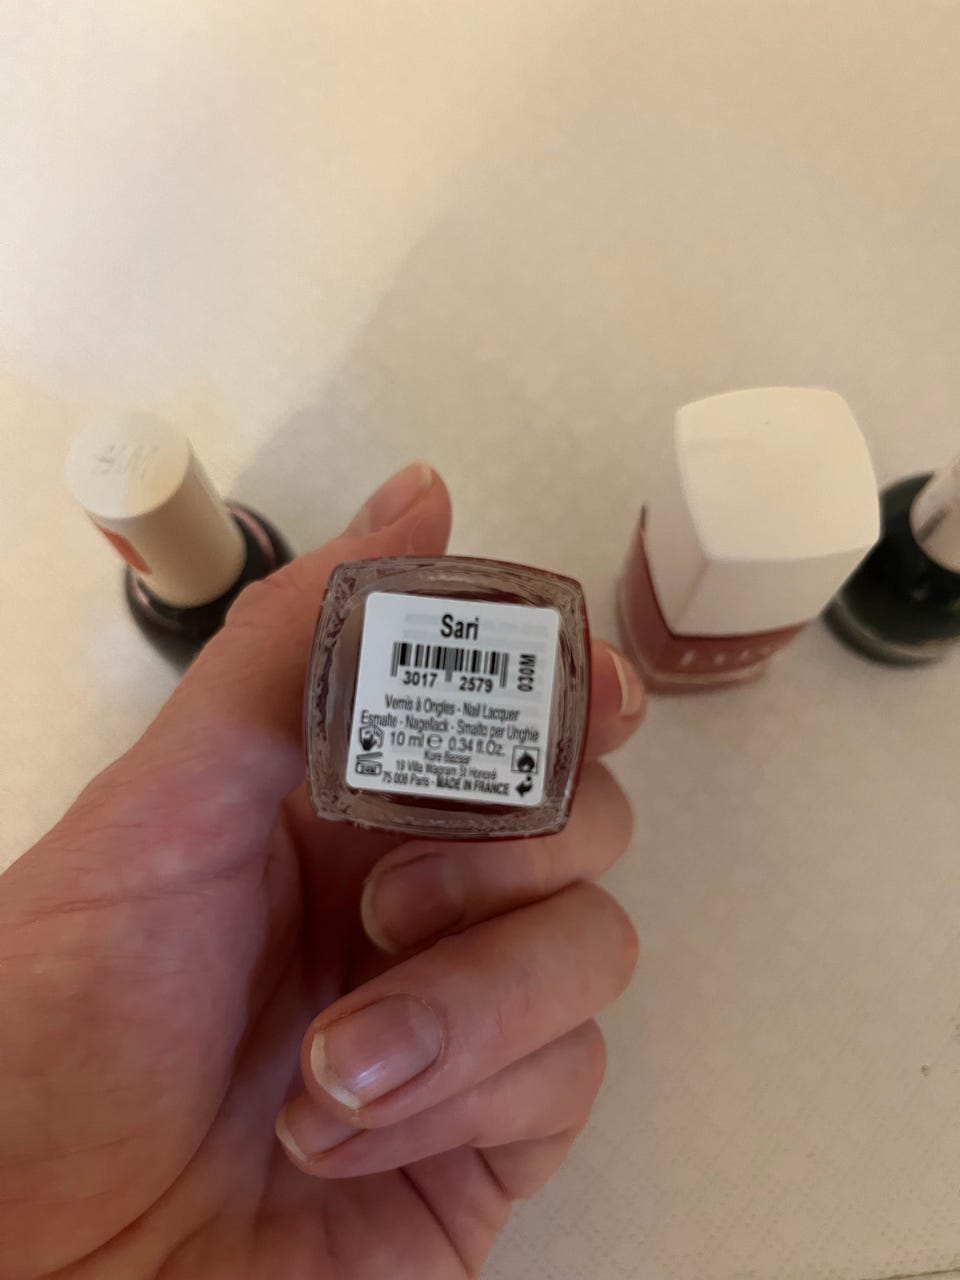 Sari
3017 2579
030M
Vernis à Ongles - Nail Lacquer
Esmalte - Nagellack - Smalto per Unghie
10 ml e 0.34 fl.Oz.
Kure Bazaar
19 Villa Wagram St Honoré
75 008 Paris - MADE IN FRANCE
24M